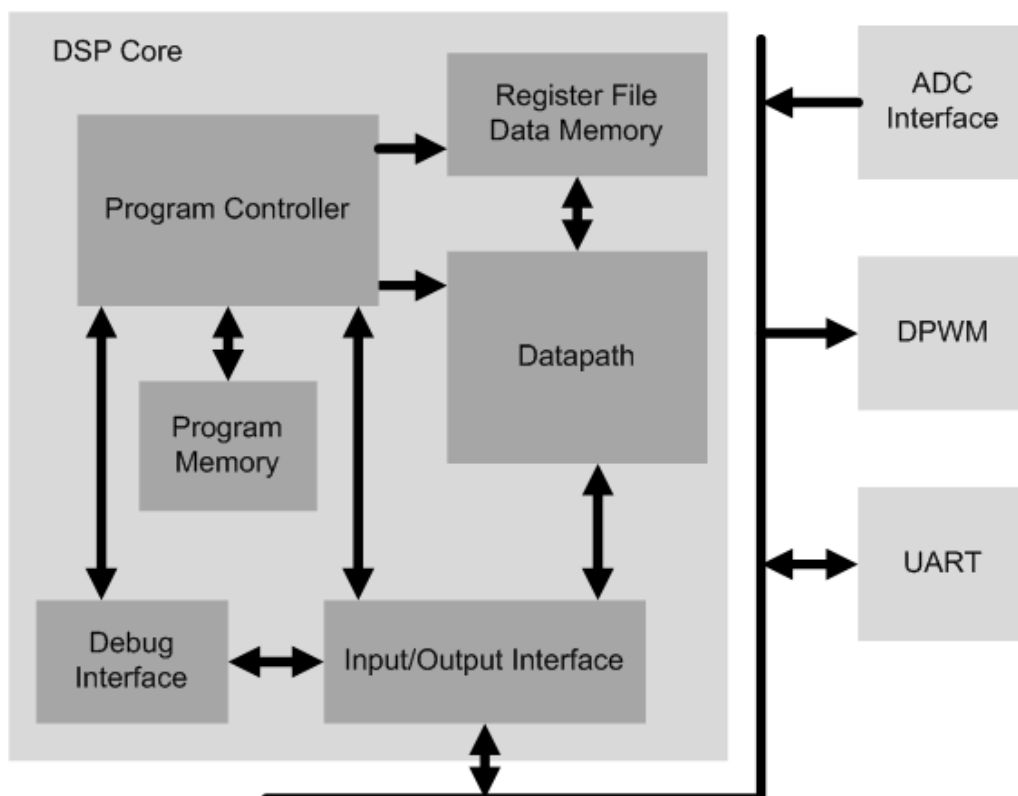 DSP Core
Register File
Data Memory
Program Controller
Datapath
Program
Memory
Debug
Interface
Input/Output Interface
ADC
Interface
DPWM
UART